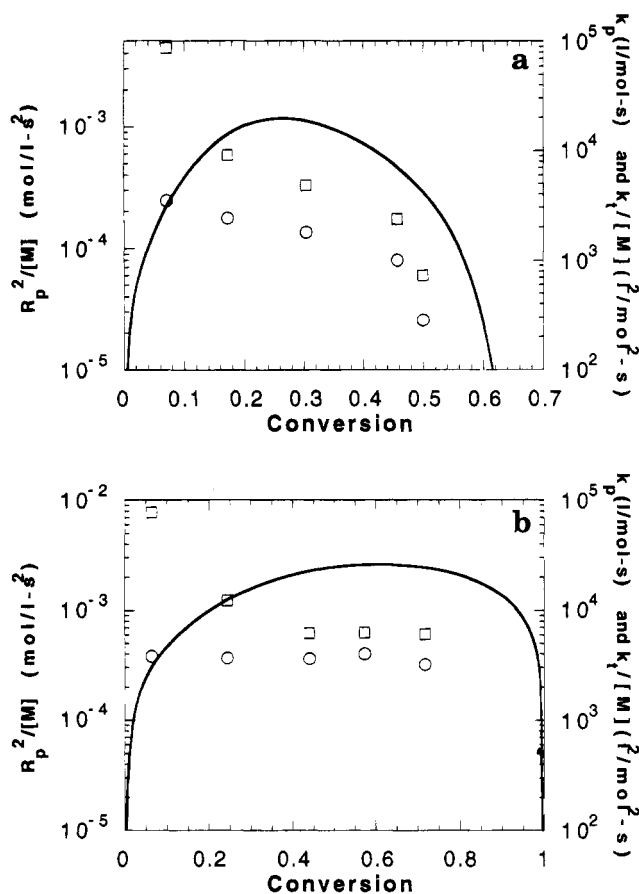 a
R_p^2/[M] (mol/l-s^2)
10^-3
10^-4
10^-5
10^5
10^4
10^3
10^2
k_p(l/mol-s) and k_t/[M](l^2/mol^2-s)
0 0.1 0.2 0.3 0.4 0.5 0.6 0.7
Conversion
b
R_p^2/[M] (mol/l-s^2)
10^-2
10^-3
10^-4
10^-5
10^5
10^4
10^3
10^2
k_p(l/mol-s) and k_t/[M](l^2/mol^2-s)
0 0.2 0.4 0.6 0.8 1
Conversion